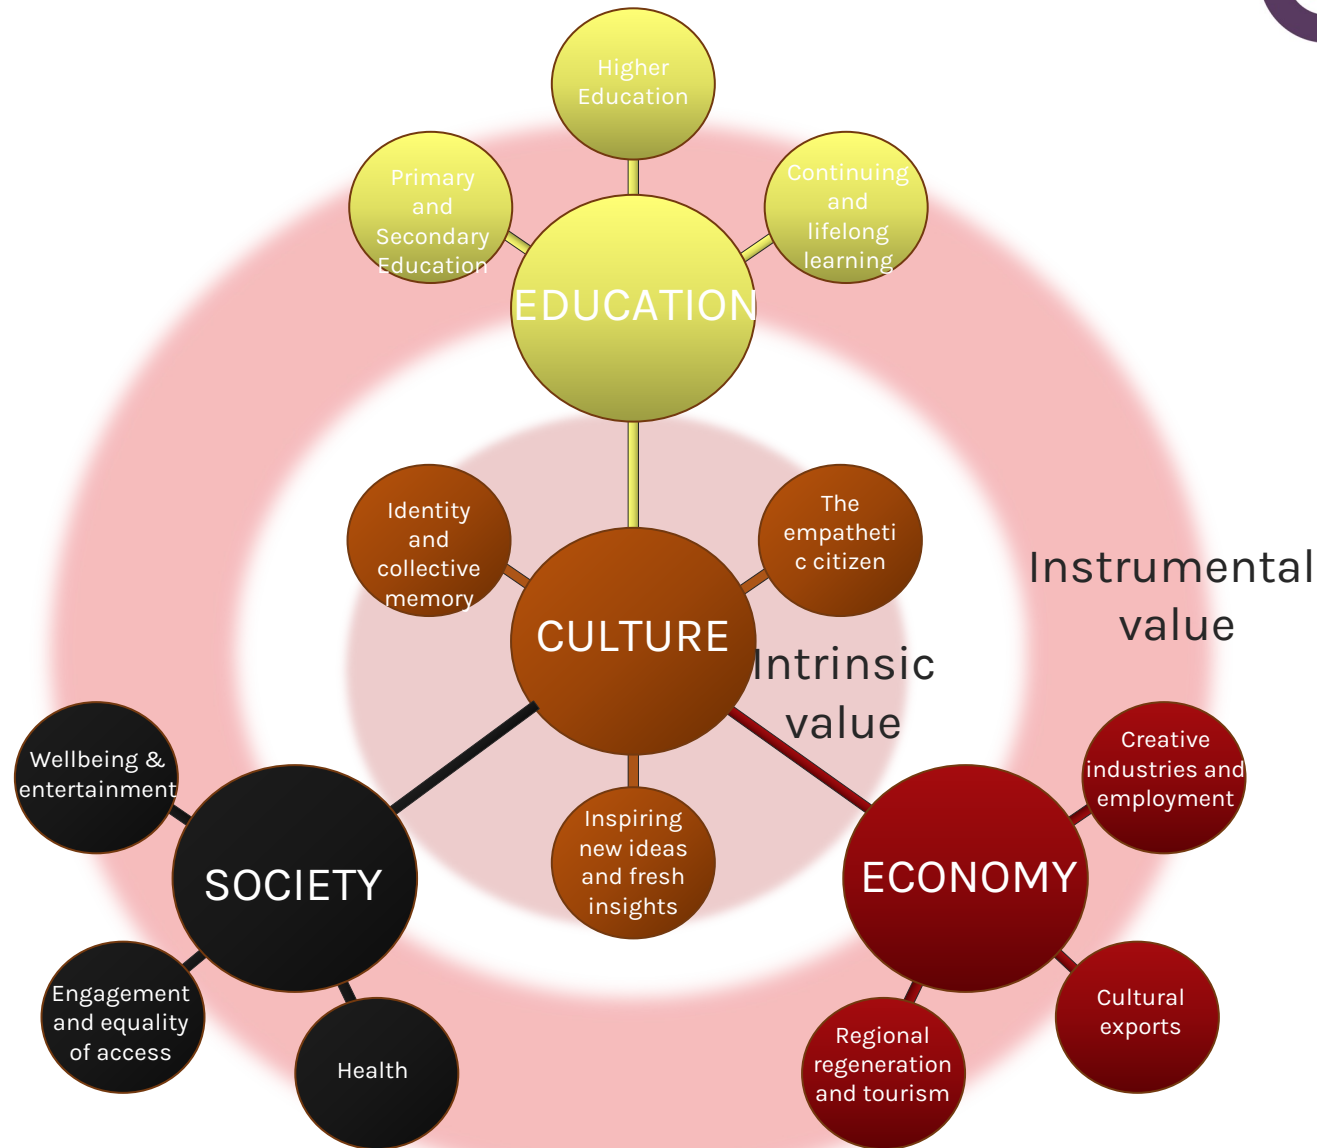 Higher
Education
Primary
and
Secondary
Education
Continuing
and
lifelong
learning
EDUCATION
Identity
and
collective
memory
The
empatheti
c citizen
CULTURE
Intrinsic
value
Instrumental
value
Inspiring
new ideas
and fresh
insights
Wellbeing &
entertainment
SOCIETY
Engagement
and equality
of access
Health
Creative
industries and
employment
ECONOMY
Cultural
exports
Regional
regeneration
and tourism